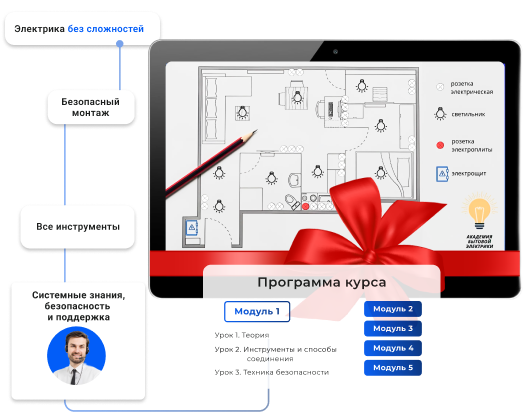 Электрика без сложностей
Безопасный
монтаж
Все инструменты
Системные знания,
безопасность
и поддержка
розетка
электрическая
светильник
розетка
электроплиты
электрощит
АКАДЕМИЯ
БЫТОВОЙ
ЭЛЕКТРИКИ
Программа курса
Модуль 1
Урок 1. Теория
Урок 2. Инструменты и способы
соединения
Урок 3. Техника безопасности
Модуль 2
Модуль 3
Модуль 4
Модуль 5